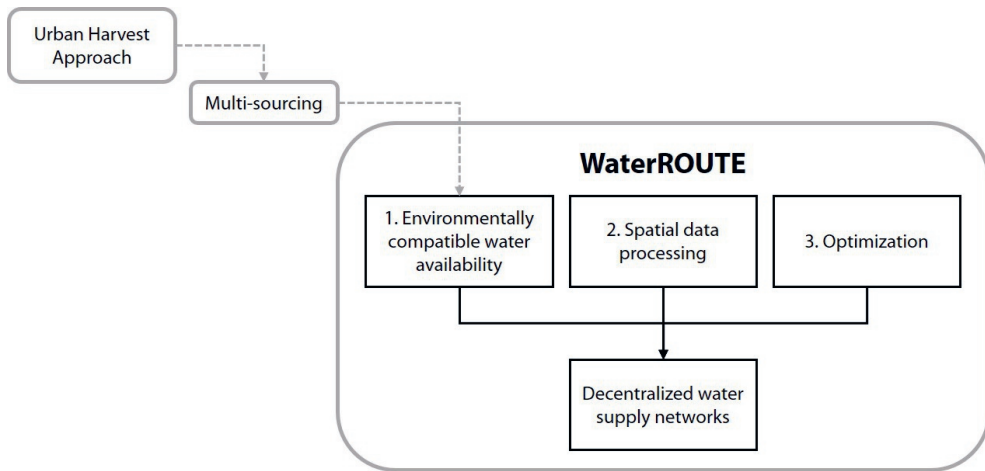 Urban Harvest
Approach
Multi-sourcing
WaterROUTE
1. Environmentally
compatible water
availability
2. Spatial data
processing
3. Optimization
Decentralized water
supply networks